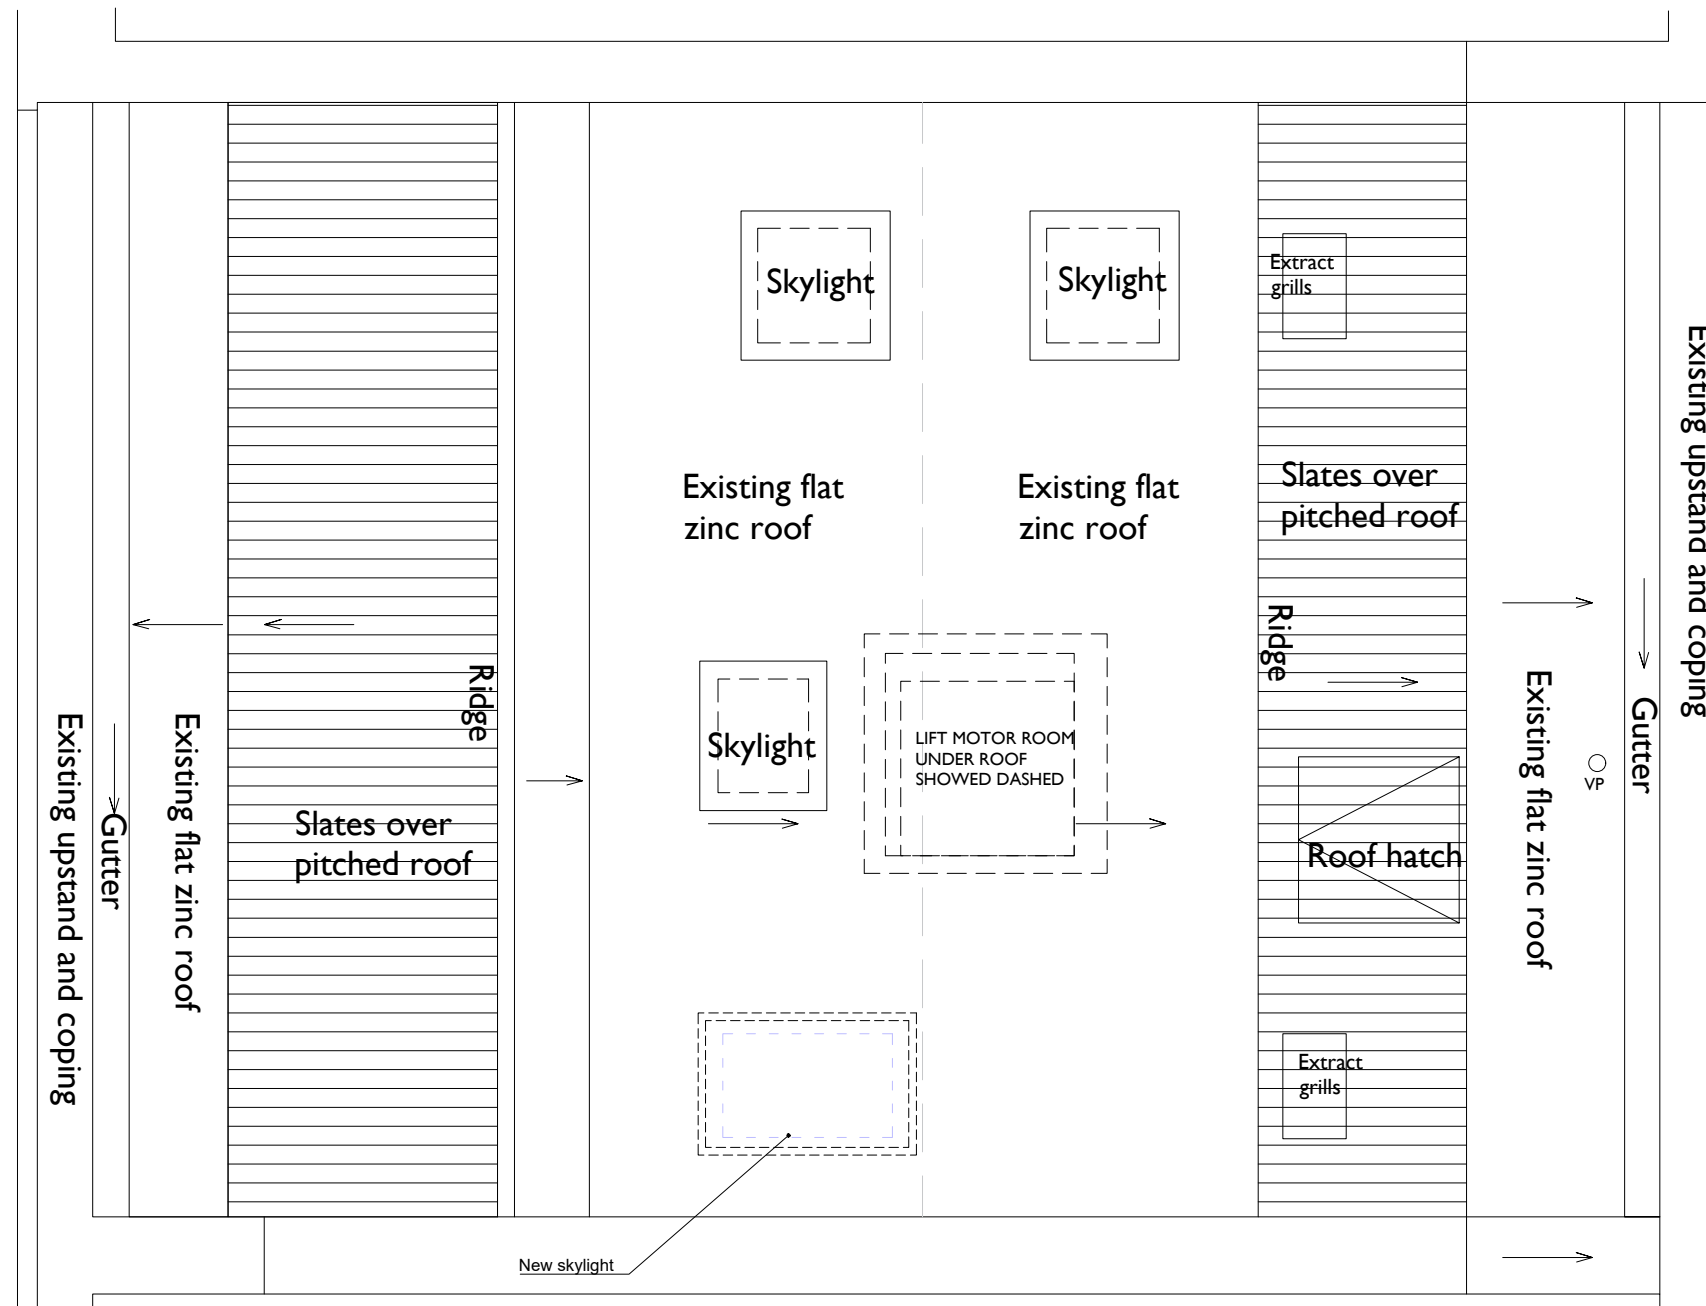 Skylight
Skylight
Extract
grills
Existing flat
zinc roof
Existing flat
zinc roof
Slates over
pitched roof
Existing upstand and coping
Ridge
Ridge
Skylight
LIFT MOTOR ROOM
UNDER ROOF
SHOWED DASHED
Existing upstand and coping
Gutter
Existing flat zinc roof
Slates over
pitched roof
Roof hatch
Existing flat zinc roof
VP
Gutter
Extract
grills
New skylight